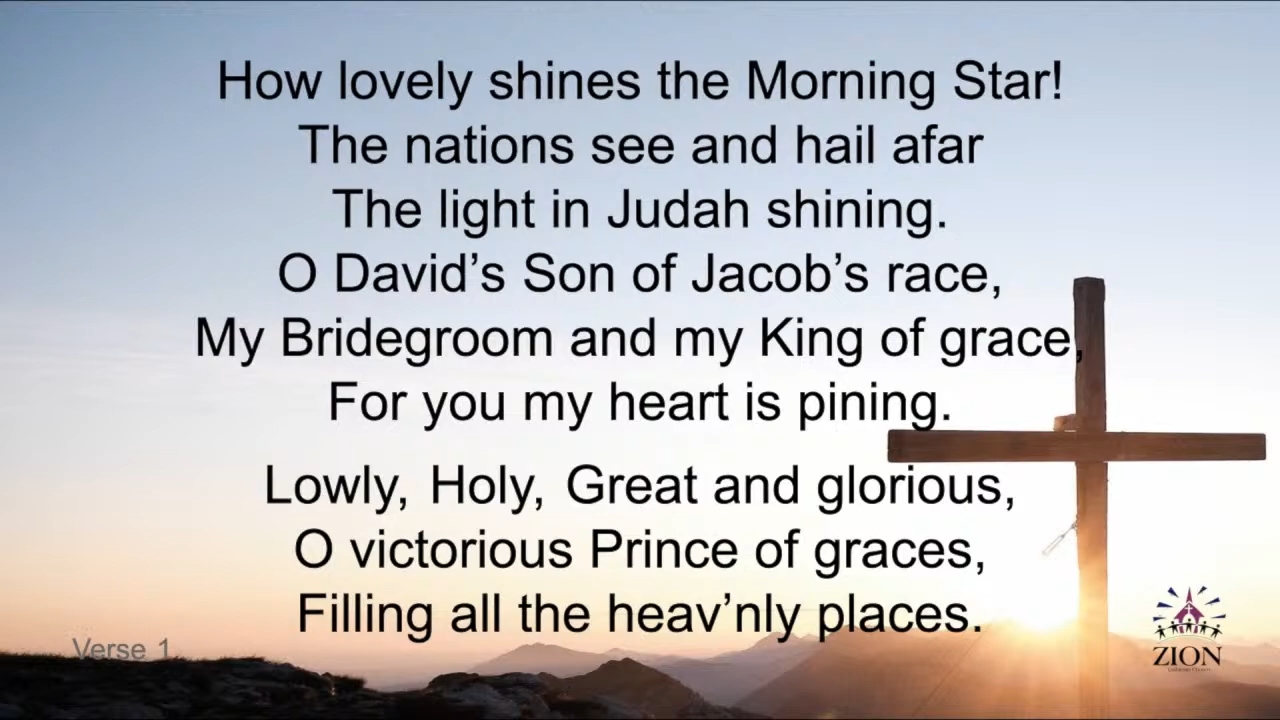 How lovely shines the Morning Star!
The nations see and hail afar
The light in Judah shining.
O David’s Son of Jacob’s race,
My Bridegroom and my King of grace,
For you my heart is pining.
Lowly, Holy, Great and glorious,
O victorious Prince of graces,
Filling all the heav’nly places.
Verse 1
ZION
Lutheran Church